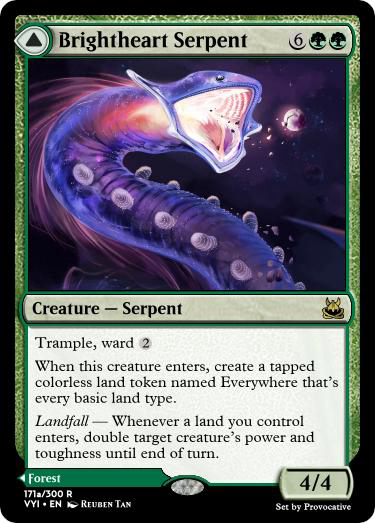 Brightheart Serpent 6
Creature — Serpent
Trample, ward 2
When this creature enters, create a tapped
colorless land token named Everywhere that's
every basic land type.
Landfall — Whenever a land you control
enters, double target creature's power and
toughness until end of turn.
Forest
4/4
171a/300 R
VYI • EN Reuben Tan
Set by Provocative